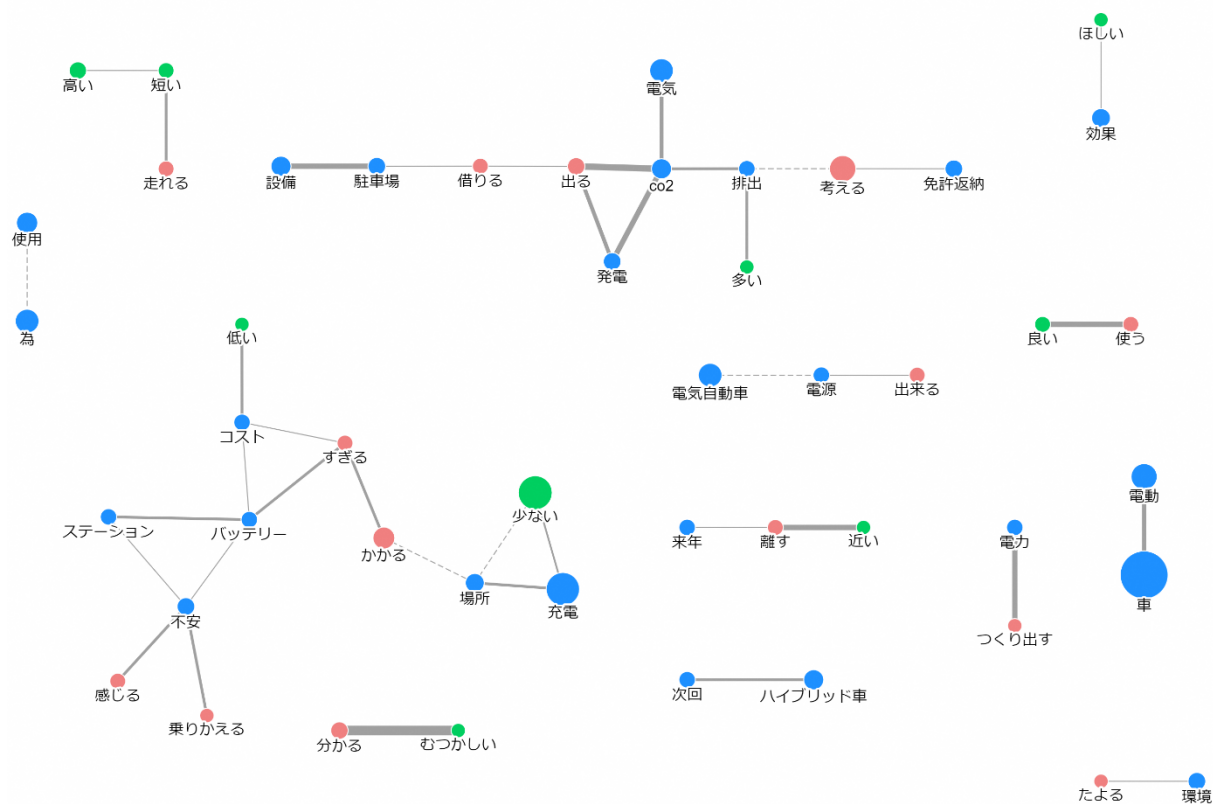 ほしい
高い
短い
電気
効果
走れる
設備
駐車場
借りる
出る
co2
排出
考える
免許返納
使用
発電
多い
為
低い
良い
使う
電気自動車
電源
出来る
コスト
すぎる
電動
少ない
ステーション
バッテリー
かかる
来年
離す
近い
電力
場所
充電
車
不安
つくり出す
感じる
次回
ハイブリッド車
乗りかえる
分かる
むつかしい
たよる
環境